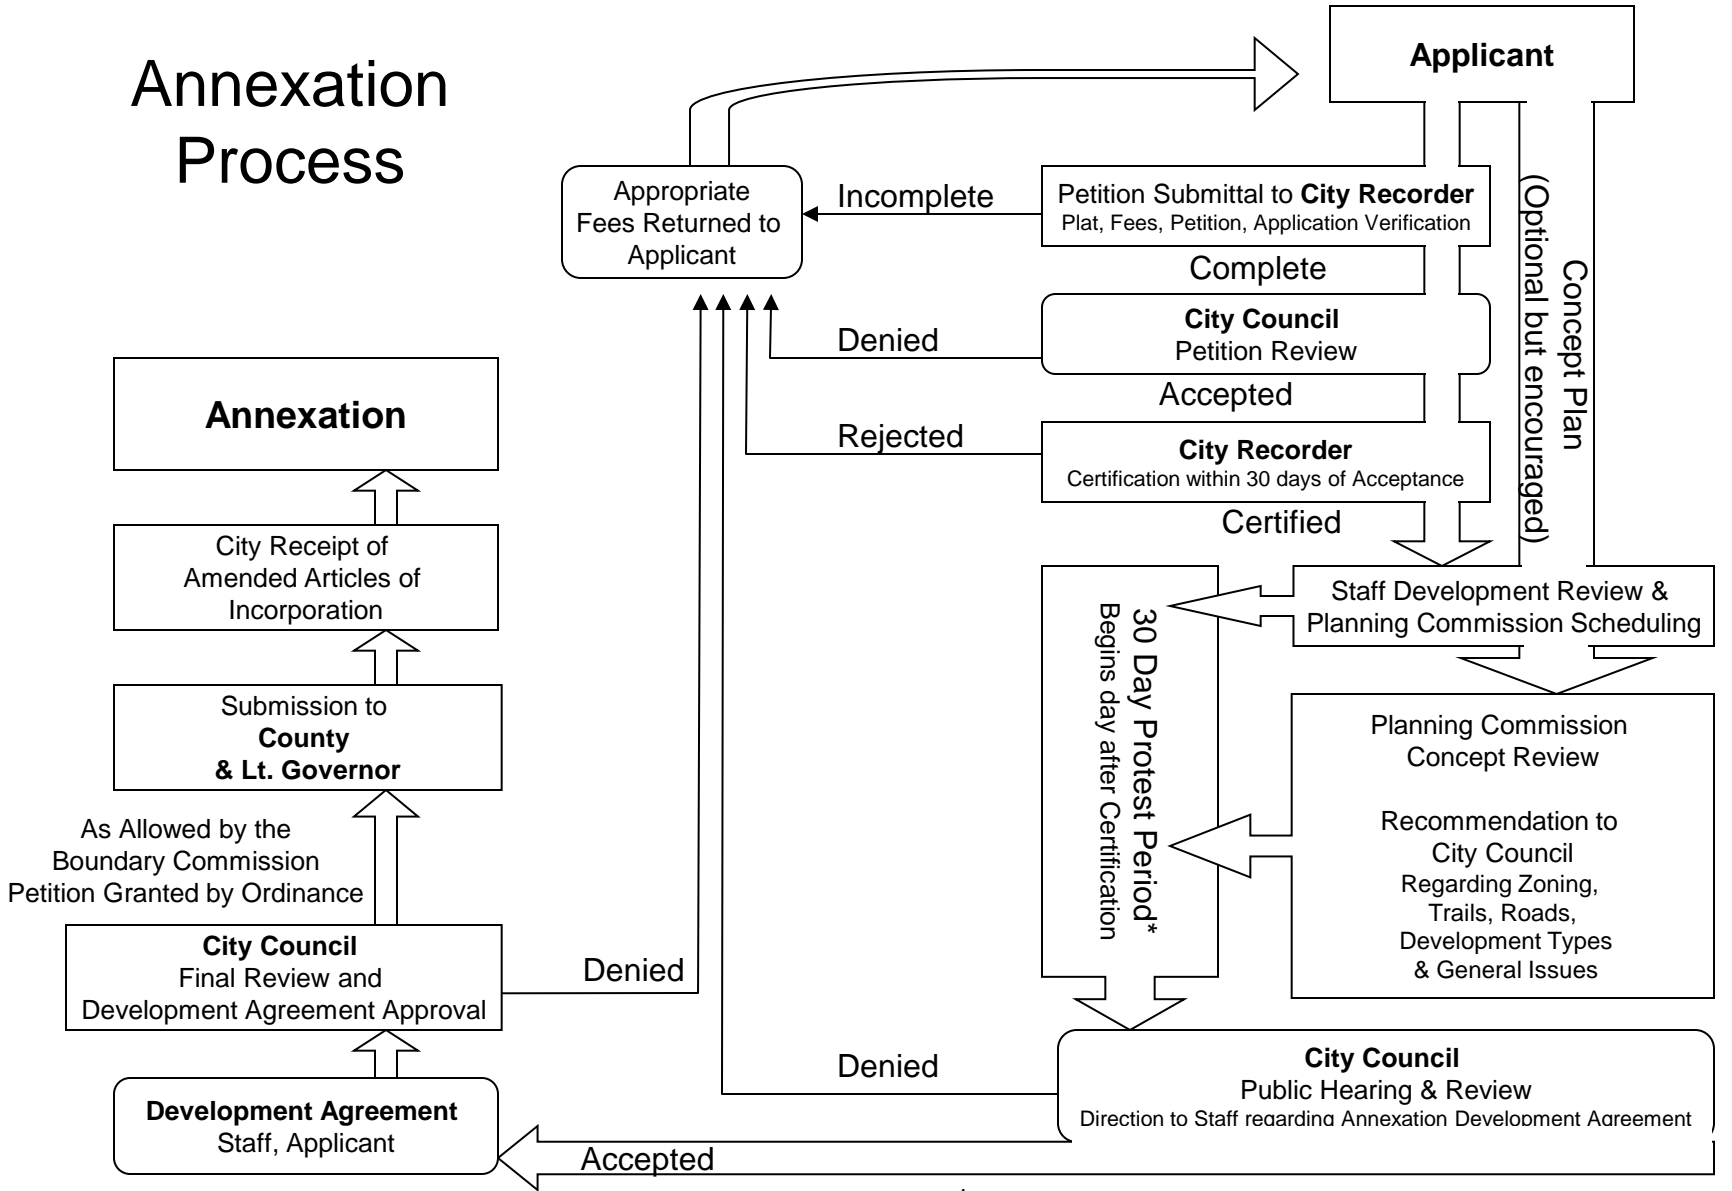 Annexation
Process
Applicant
Appropriate
Fees Returned to
Applicant
Incomplete
Petition Submittal to City Recorder
Plat, Fees, Petition, Application Verification
Complete
City Council
Petition Review
Denied
Accepted
Rejected
City Recorder
Certification within 30 days of Acceptance
Certified
Concept Plan
(Optional but encouraged)
Staff Development Review &
Planning Commission Scheduling
30 Day Protest Period*
Begins day after Certification
Planning Commission
Concept Review
Recommendation to
City Council
Regarding Zoning,
Trails, Roads,
Development Types
& General Issues
City Council
Public Hearing & Review
Direction to Staff regarding Annexation Development Agreement
Denied
Accepted
Development Agreement
Staff, Applicant
City Council
Final Review and
Development Agreement Approval
Denied
As Allowed by the
Boundary Commission
Petition Granted by Ordinance
Submission to
County
& Lt. Governor
City Receipt of
Amended Articles of
Incorporation
Annexation